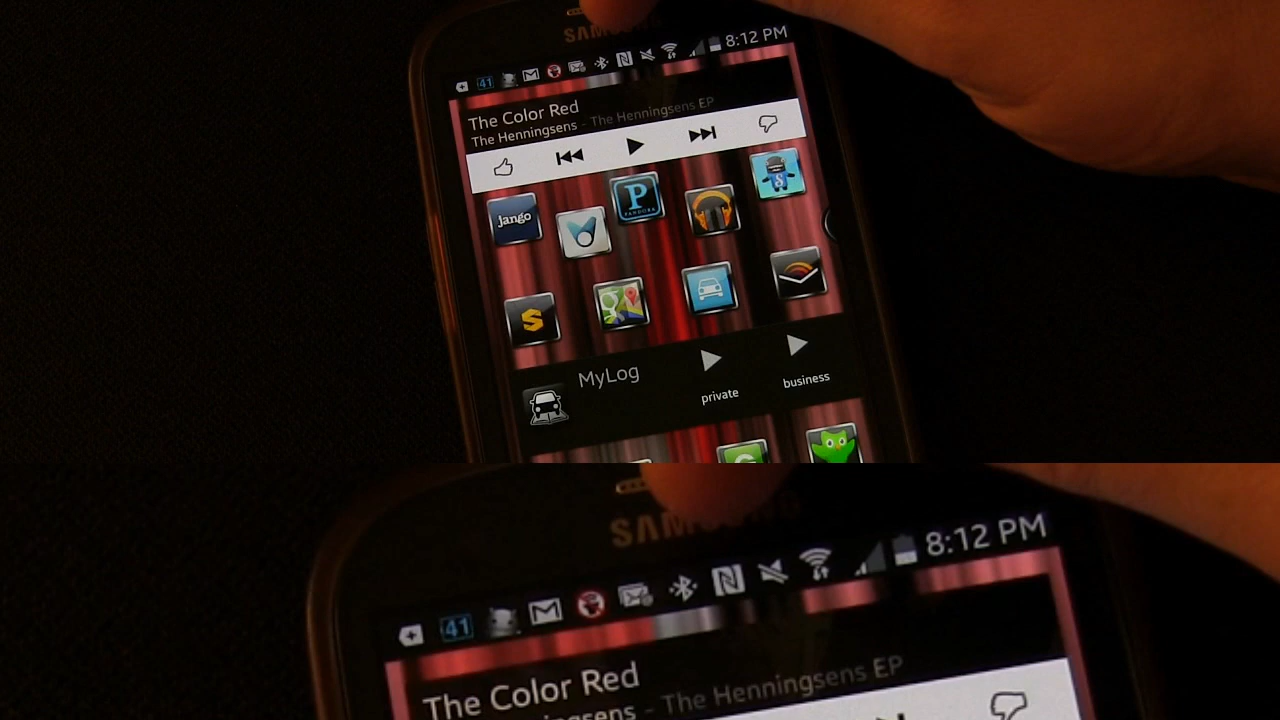 SAMSUNG
41 8:12 PM
The Color Red
The Henningsens - The Henningsens EP
jango
P
PANDORA
S
S
MyLog
private
business
SAMSUNG
41 8:12 PM
The Color Red
Henningsens - The Henningsens EP